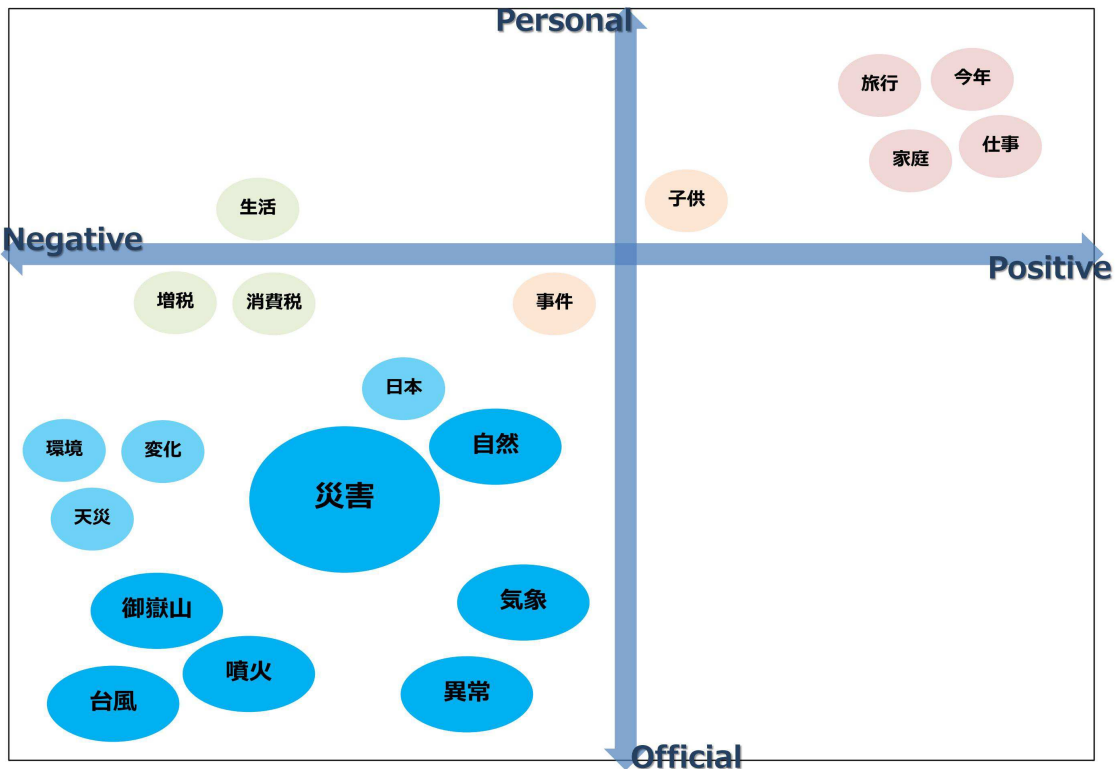 Personal
旅行
今年
家庭
仕事
生活
子供
Negative
Positive
増税
消費税
事件
日本
環境
変化
自然
災害
天災
御嶽山
気象
噴火
台風
異常
Official